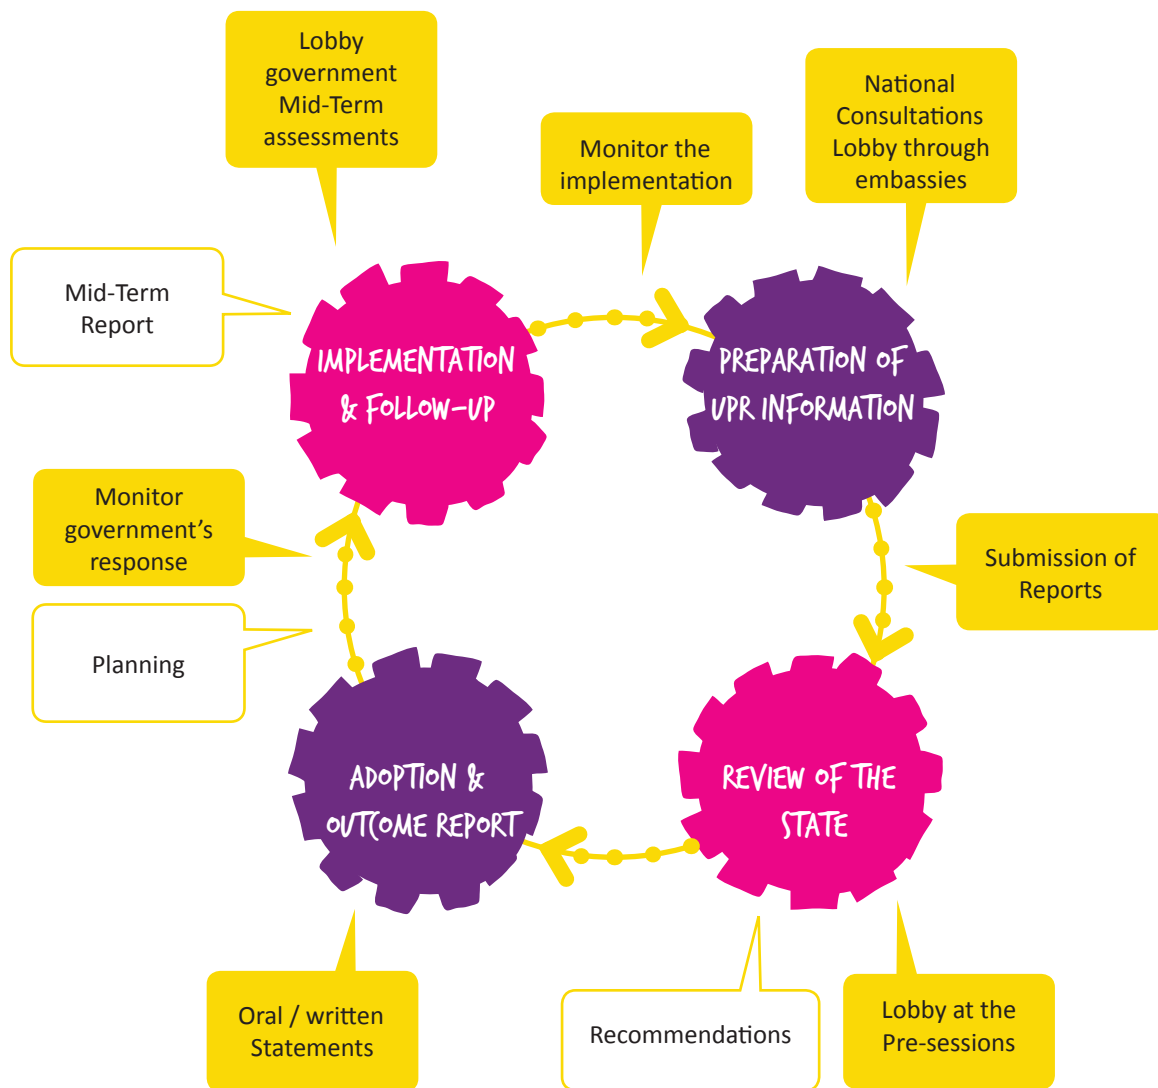 Lobby
government
Mid-Term
assessments
National
Consultations
Lobby through
embassies
Monitor the
implementation
Mid-Term
Report
IMPLEMENTATION
& FOLLOW-UP
PREPARATION OF
UPR INFORMATION
Monitor
government’s
response
Submission of
Reports
Planning
ADOPTION &
OUTCOME REPORT
REVIEW OF THE
STATE
Oral / written
Statements
Recommendations
Lobby at the
Pre-sessions